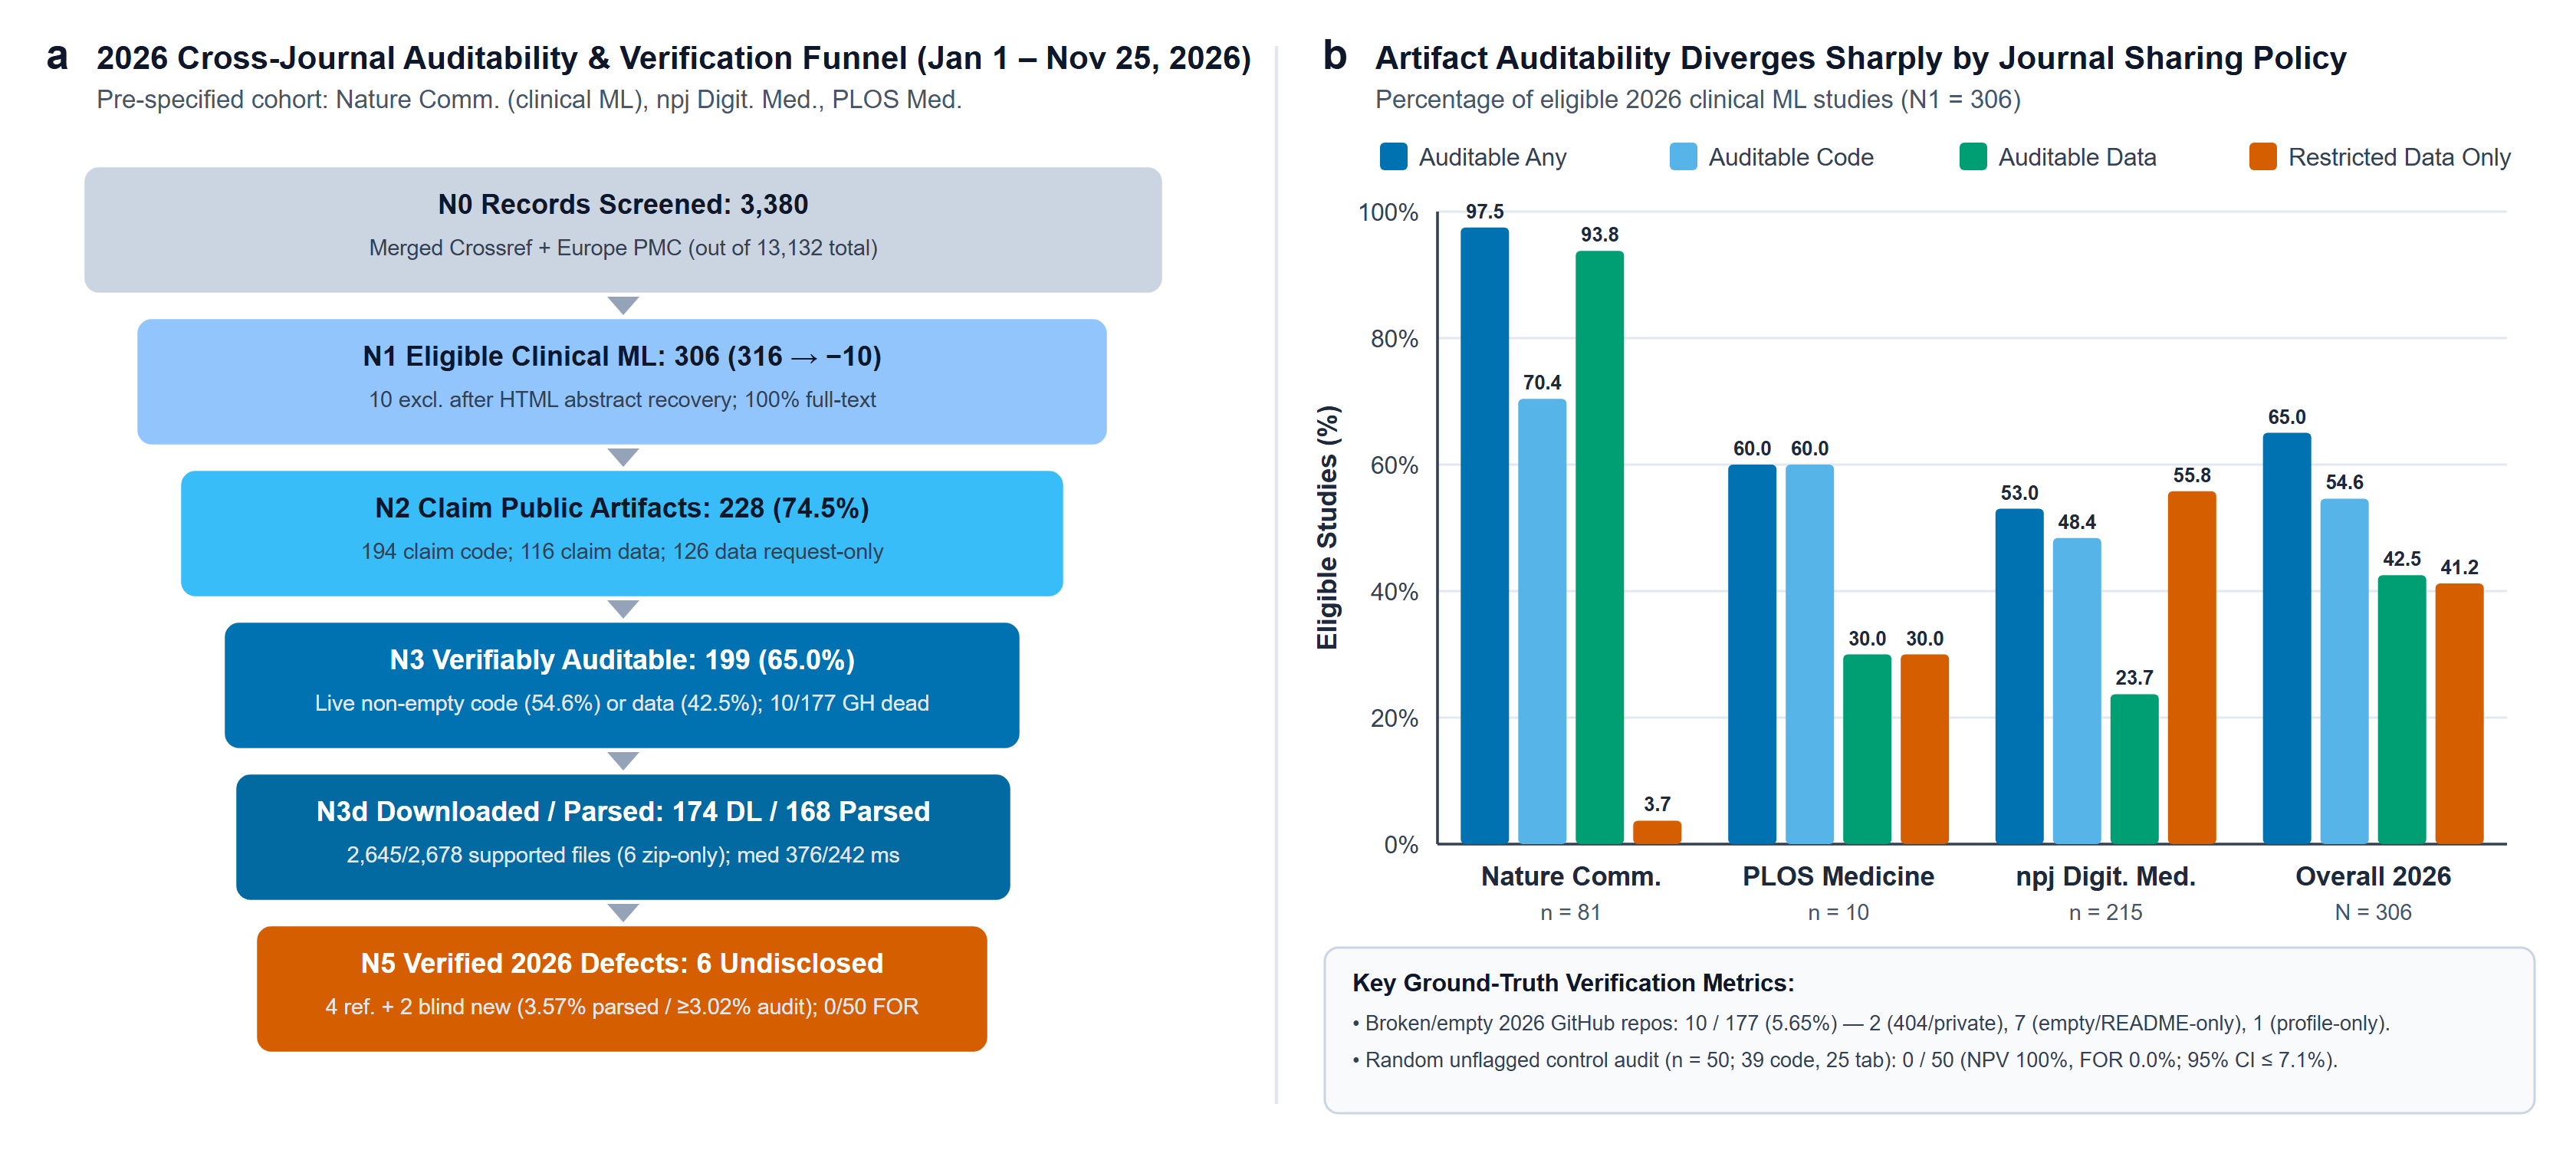 a 2026 Cross-Journal Auditability & Verification Funnel (Jan 1 – Nov 25, 2026)
Pre-specified cohort: Nature Comm. (clinical ML), npj Digit. Med., PLOS Med.
N0 Records Screened: 3,380
Merged Crossref + Europe PMC (out of 13,132 total)
N1 Eligible Clinical ML: 306 (316 → −10)
10 excl. after HTML abstract recovery; 100% full-text
N2 Claim Public Artifacts: 228 (74.5%)
194 claim code; 116 claim data; 126 data request-only
N3 Verifiably Auditable: 199 (65.0%)
Live non-empty code (54.6%) or data (42.5%); 10/177 GH dead
N3d Downloaded / Parsed: 174 DL / 168 Parsed
2,645/2,678 supported files (6 zip-only); med 376/242 ms
N5 Verified 2026 Defects: 6 Undisclosed
4 ref. + 2 blind new (3.57% parsed / ≥3.02% audit); 0/50 FOR
b Artifact Auditability Diverges Sharply by Journal Sharing Policy
Percentage of eligible 2026 clinical ML studies (N1 = 306)
Auditable Any Auditable Code Auditable Data Restricted Data Only
Eligible Studies (%)
100%
80%
60%
40%
20%
0%
97.5 70.4 93.8 3.7
60.0 60.0 30.0 30.0
53.0 48.4 23.7 55.8
65.0 54.6 42.5 41.2
Nature Comm. PLOS Medicine npj Digit. Med. Overall 2026
n = 81 n = 10 n = 215 N = 306
Key Ground-Truth Verification Metrics:
• Broken/empty 2026 GitHub repos: 10 / 177 (5.65%) — 2 (404/private), 7 (empty/README-only), 1 (profile-only).
• Random unflagged control audit (n = 50; 39 code, 25 tab): 0 / 50 (NPV 100%, FOR 0.0%; 95% CI ≤ 7.1%).